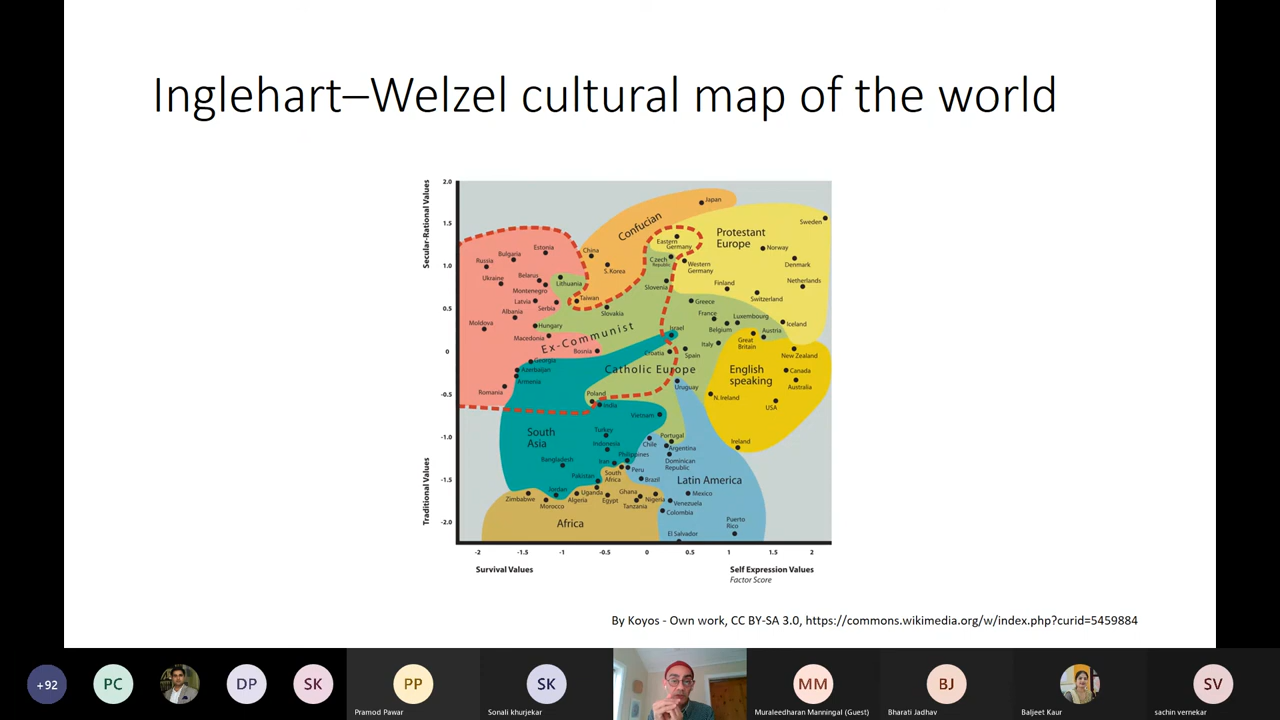 Inglehart–Welzel cultural map of the world
Secular-Rational Values
Traditional Values
2.0
1.5
1.0
0.5
0
-0.5
-1.0
-1.5
-2.0
Japan
Confucian
Sweden
Protestant
Europe
Eastern
Germany
Norway
Estonia
China
Bulgaria
Russia
Czech
Republic
Western
Germany
Denmark
S. Korea
Ukraine
Belarus
Lithuania
Montenegro
Slovenia
Finland
Netherlands
Switzerland
Latvia
Serbia
Taiwan
Greece
Albania
Slovakia
France
Luxembourg
Moldova
Hungary
Ex-Communist
Israel
Belgium
Austria
Iceland
Macedonia
Great
Britain
Italy
Bosnia
Croatia
Spain
New Zealand
Georgia
Azerbaijan
Armenia
Catholic Europe
English
speaking
Canada
Australia
Romania
Uruguay
Poland
India
N. Ireland
USA
Vietnam
South
Asia
Turkey
Indonesia
Chile
Portugal
Argentina
Ireland
Bangladesh
Iran
Philippines
Dominican
Republic
Pakistan
South
Africa
Peru
Brazil
Latin America
Zimbabwe
Jordan
Morocco
Algeria
Uganda
Egypt
Ghana
Tanzania
Nigeria
Mexico
Venezuela
Colombia
Africa
El Salvador
Puerto
Rico
-2
-1.5
-1
-0.5
0
0.5
1
1.5
2
Survival Values
Self Expression Values
Factor Score
By Koyos - Own work, CC BY-SA 3.0, https://commons.wikimedia.org/w/index.php?curid=5459884
+92
PC
DP
SK
PP
Pramod Pawar
SK
Sonali khurjekar
MM
Muraleedharan Manningal (Guest)
BJ
Bharati Jadhav
Baljeet Kaur
SV
sachin vernekar